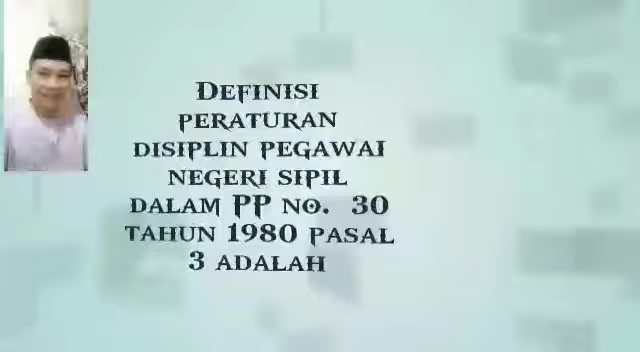 Definisi
peraturan
disiplin pegawai
negeri sipil
dalam PP no. 30
tahun 1980 pasal
3 adalah